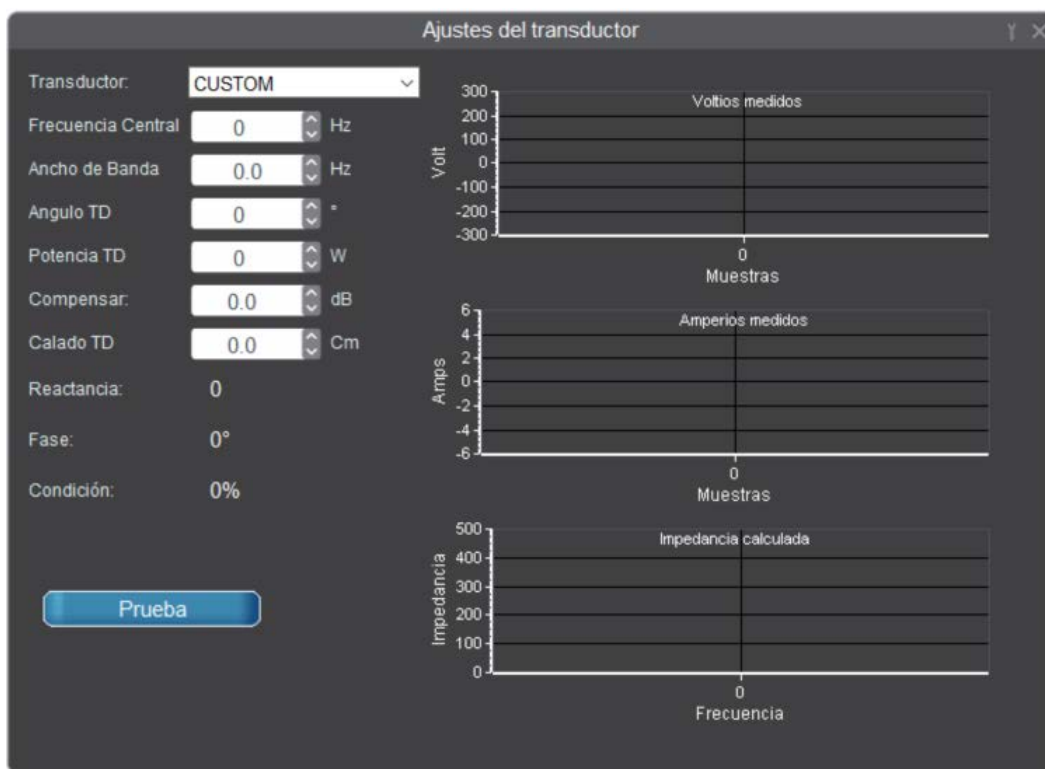 Ajustes del transductor
Transductor: CUSTOM
Frecuencia Central 0 Hz
Ancho de Banda 0.0 Hz
Angulo TD 0 °
Potencia TD 0 W
Compensar: 0.0 dB
Calado TD 0.0 Cm
Reactancia: 0
Fase: 0°
Condición: 0%
Prueba
Voltios medidos
Volt
300
200
100
0
-100
-200
-300
0
Muestras
Amperios medidos
Amps
6
4
2
0
-2
-4
-6
0
Muestras
Impedancia calculada
Impedancia
500
400
300
200
100
0
0
Frecuencia